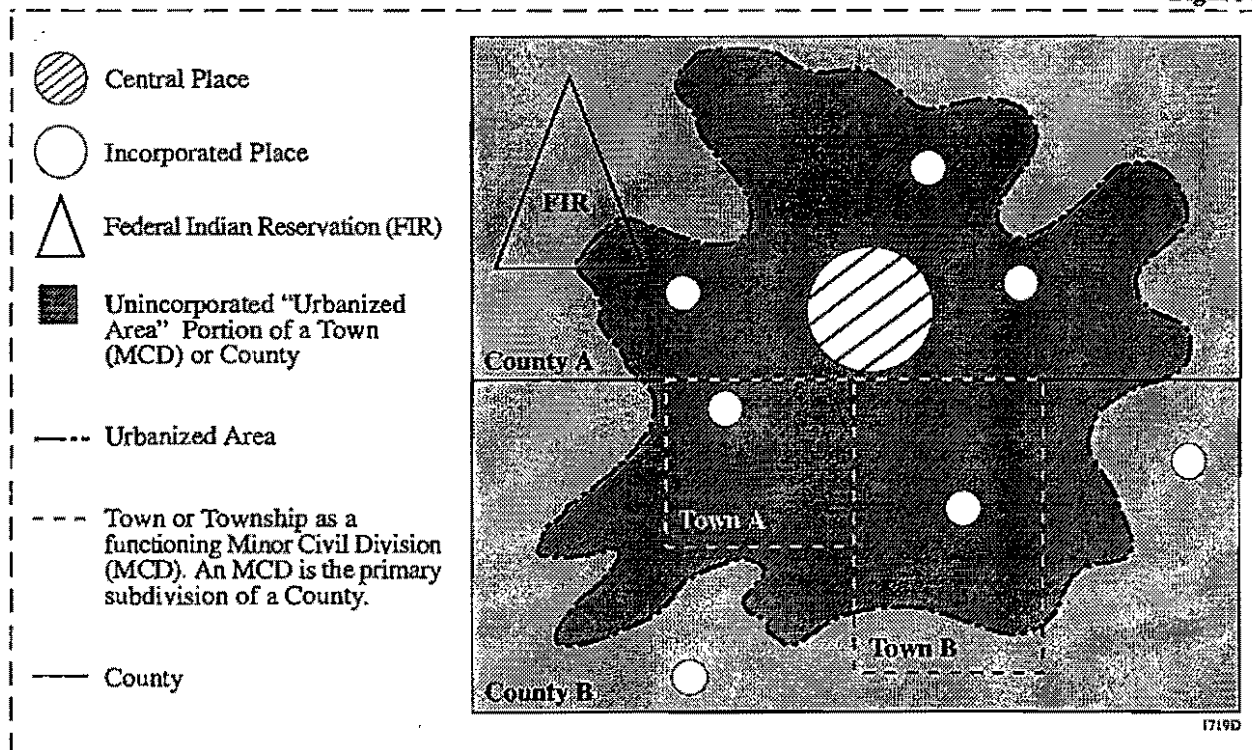 Central Place
Incorporated Place
Federal Indian Reservation (FIR)
Unincorporated “Urbanized
Area” Portion of a Town
(MCD) or County
Urbanized Area
Town or Township as a
functioning Minor Civil Division
(MCD). An MCD is the primary
subdivision of a County.
County
FIR
County A
Town A
Town B
County B
1719D